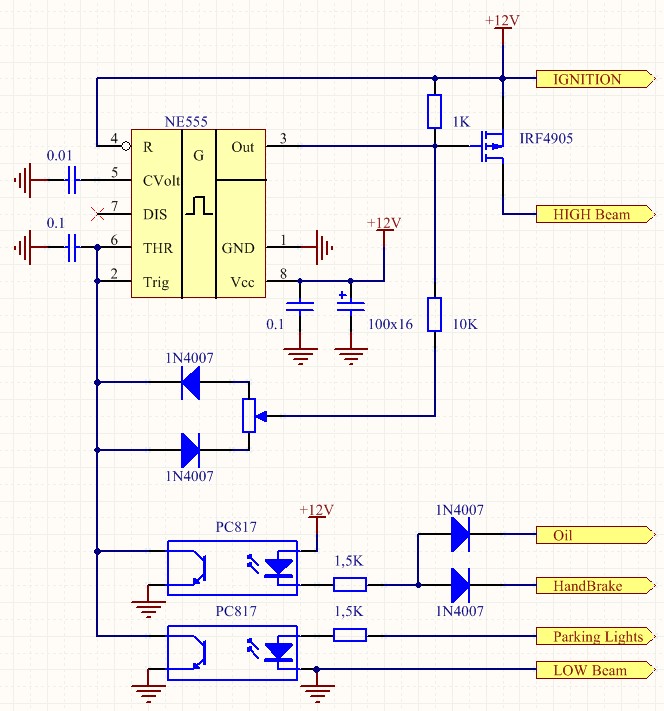 +12V
IGNITION
NE555
1K
4
R
G
Out
3
IRF4905
0.01
5
CVolt
7
DIS
HIGH Beam
0.1
+12V
6
THR
GND
1
2
Trig
Vcc
8
0.1
+
100x16
10K
1N4007
1N4007
+12V
1N4007
PC817
Oil
1,5K
HandBrake
1N4007
PC817
1,5K
Parking Lights
LOW Beam